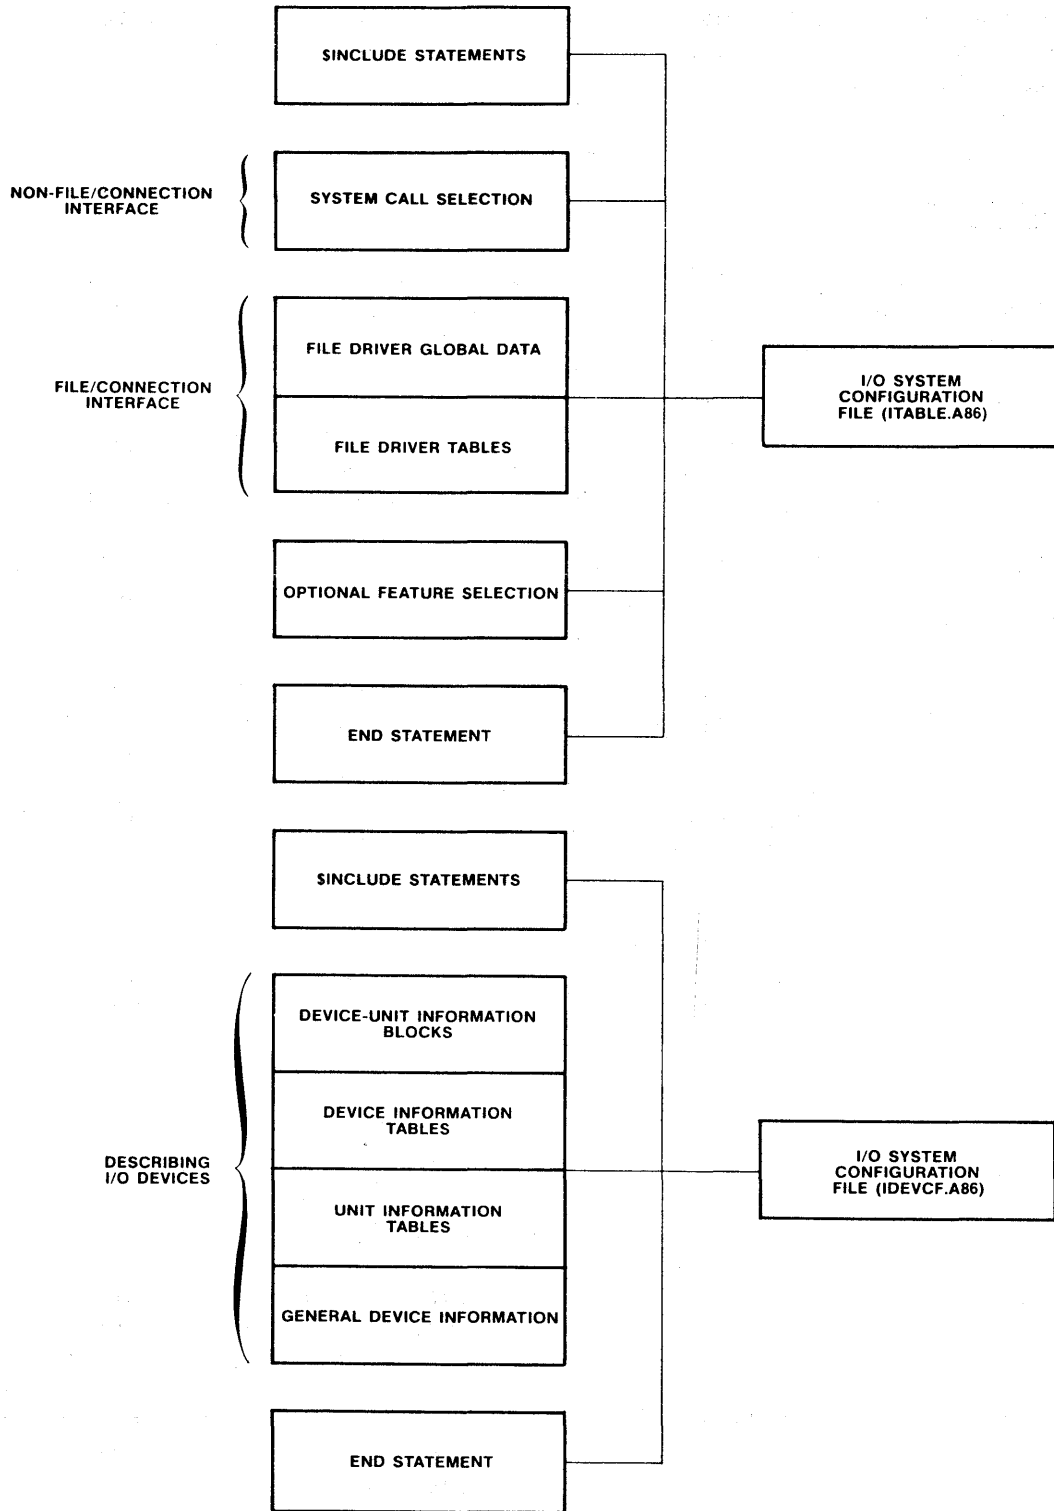 $INCLUDE STATEMENTS
NON-FILE/CONNECTION
INTERFACE
SYSTEM CALL SELECTION
FILE/CONNECTION
INTERFACE
FILE DRIVER GLOBAL DATA
FILE DRIVER TABLES
I/O SYSTEM
CONFIGURATION
FILE (ITABLE.A86)
OPTIONAL FEATURE SELECTION
END STATEMENT
$INCLUDE STATEMENTS
DESCRIBING
I/O DEVICES
DEVICE-UNIT INFORMATION
BLOCKS
DEVICE INFORMATION
TABLES
UNIT INFORMATION
TABLES
GENERAL DEVICE INFORMATION
I/O SYSTEM
CONFIGURATION
FILE (IDEVCF.A86)
END STATEMENT